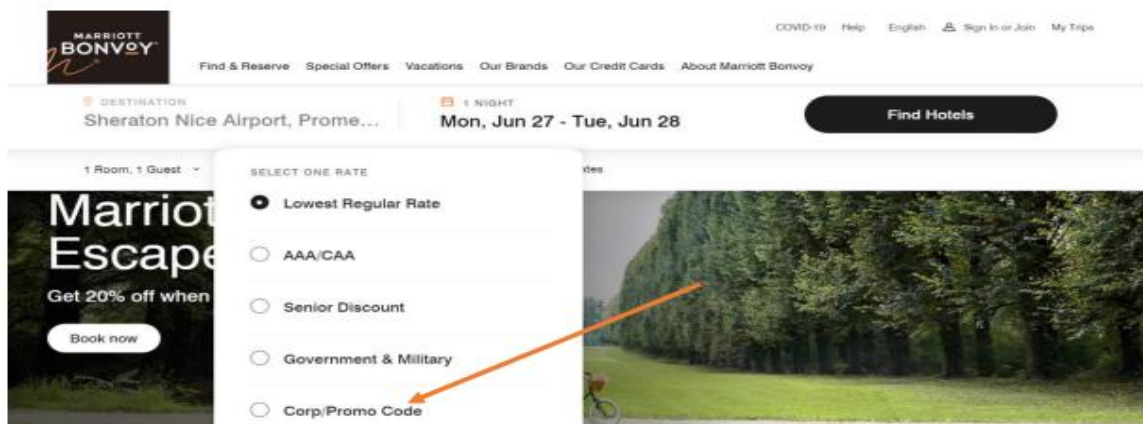 COVID-19 Help English Sign In or Join My Trips
MARRIOTT
BONVOY
Find & Reserve Special Offers Vacations Our Brands Our Credit Cards About Marriott Bonvoy
DESTINATION
Sheraton Nice Airport, Prome...
1 NIGHT
Mon, Jun 27 - Tue, Jun 28
Find Hotels
1 Room, 1 Guest
SELECT ONE RATE
Lowest Regular Rate
AAA/CAA
Senior Discount
Government & Military
Corp/Promo Code
Marriot
Escape
Get 20% off when
Book now